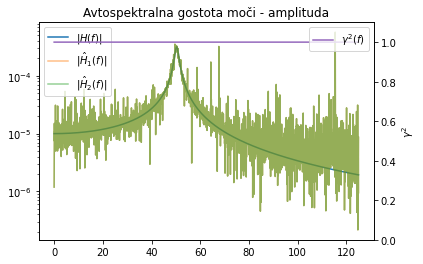 Avtospektralna gostota moči - amplituda
|H(f)|
|Ĥ₁(f)|
|Ĥ₂(f)|
γ²(f)
10⁻⁴
10⁻⁵
10⁻⁶
1.0
0.8
0.6
0.4
0.2
0.0
γ²
0 20 40 60 80 100 120